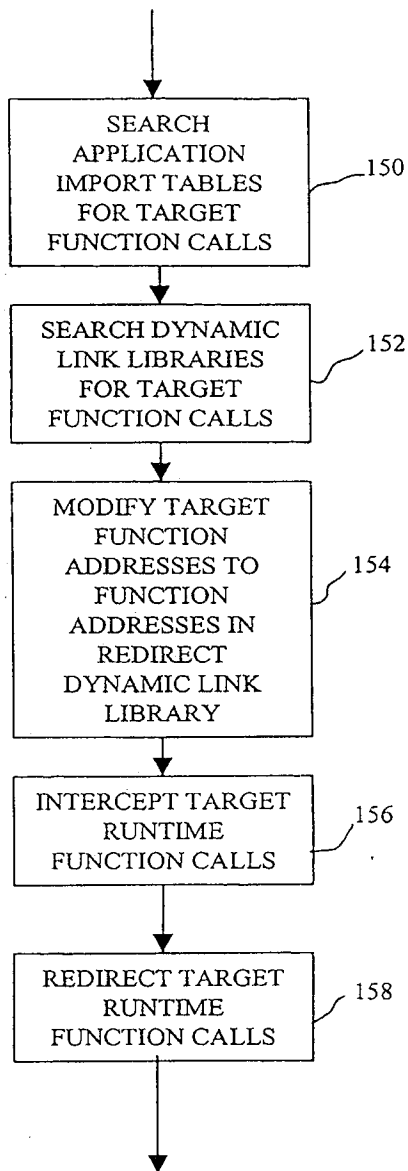 SEARCH
APPLICATION
IMPORT TABLES
FOR TARGET
FUNCTION CALLS
150
SEARCH DYNAMIC
LINK LIBRARIES
FOR TARGET
FUNCTION CALLS
152
MODIFY TARGET
FUNCTION
ADDRESSES TO
FUNCTION
ADDRESSES IN
REDIRECT
DYNAMIC LINK
LIBRARY
154
INTERCEPT TARGET
RUNTIME
FUNCTION CALLS
156
REDIRECT TARGET
RUNTIME
FUNCTION CALLS
158